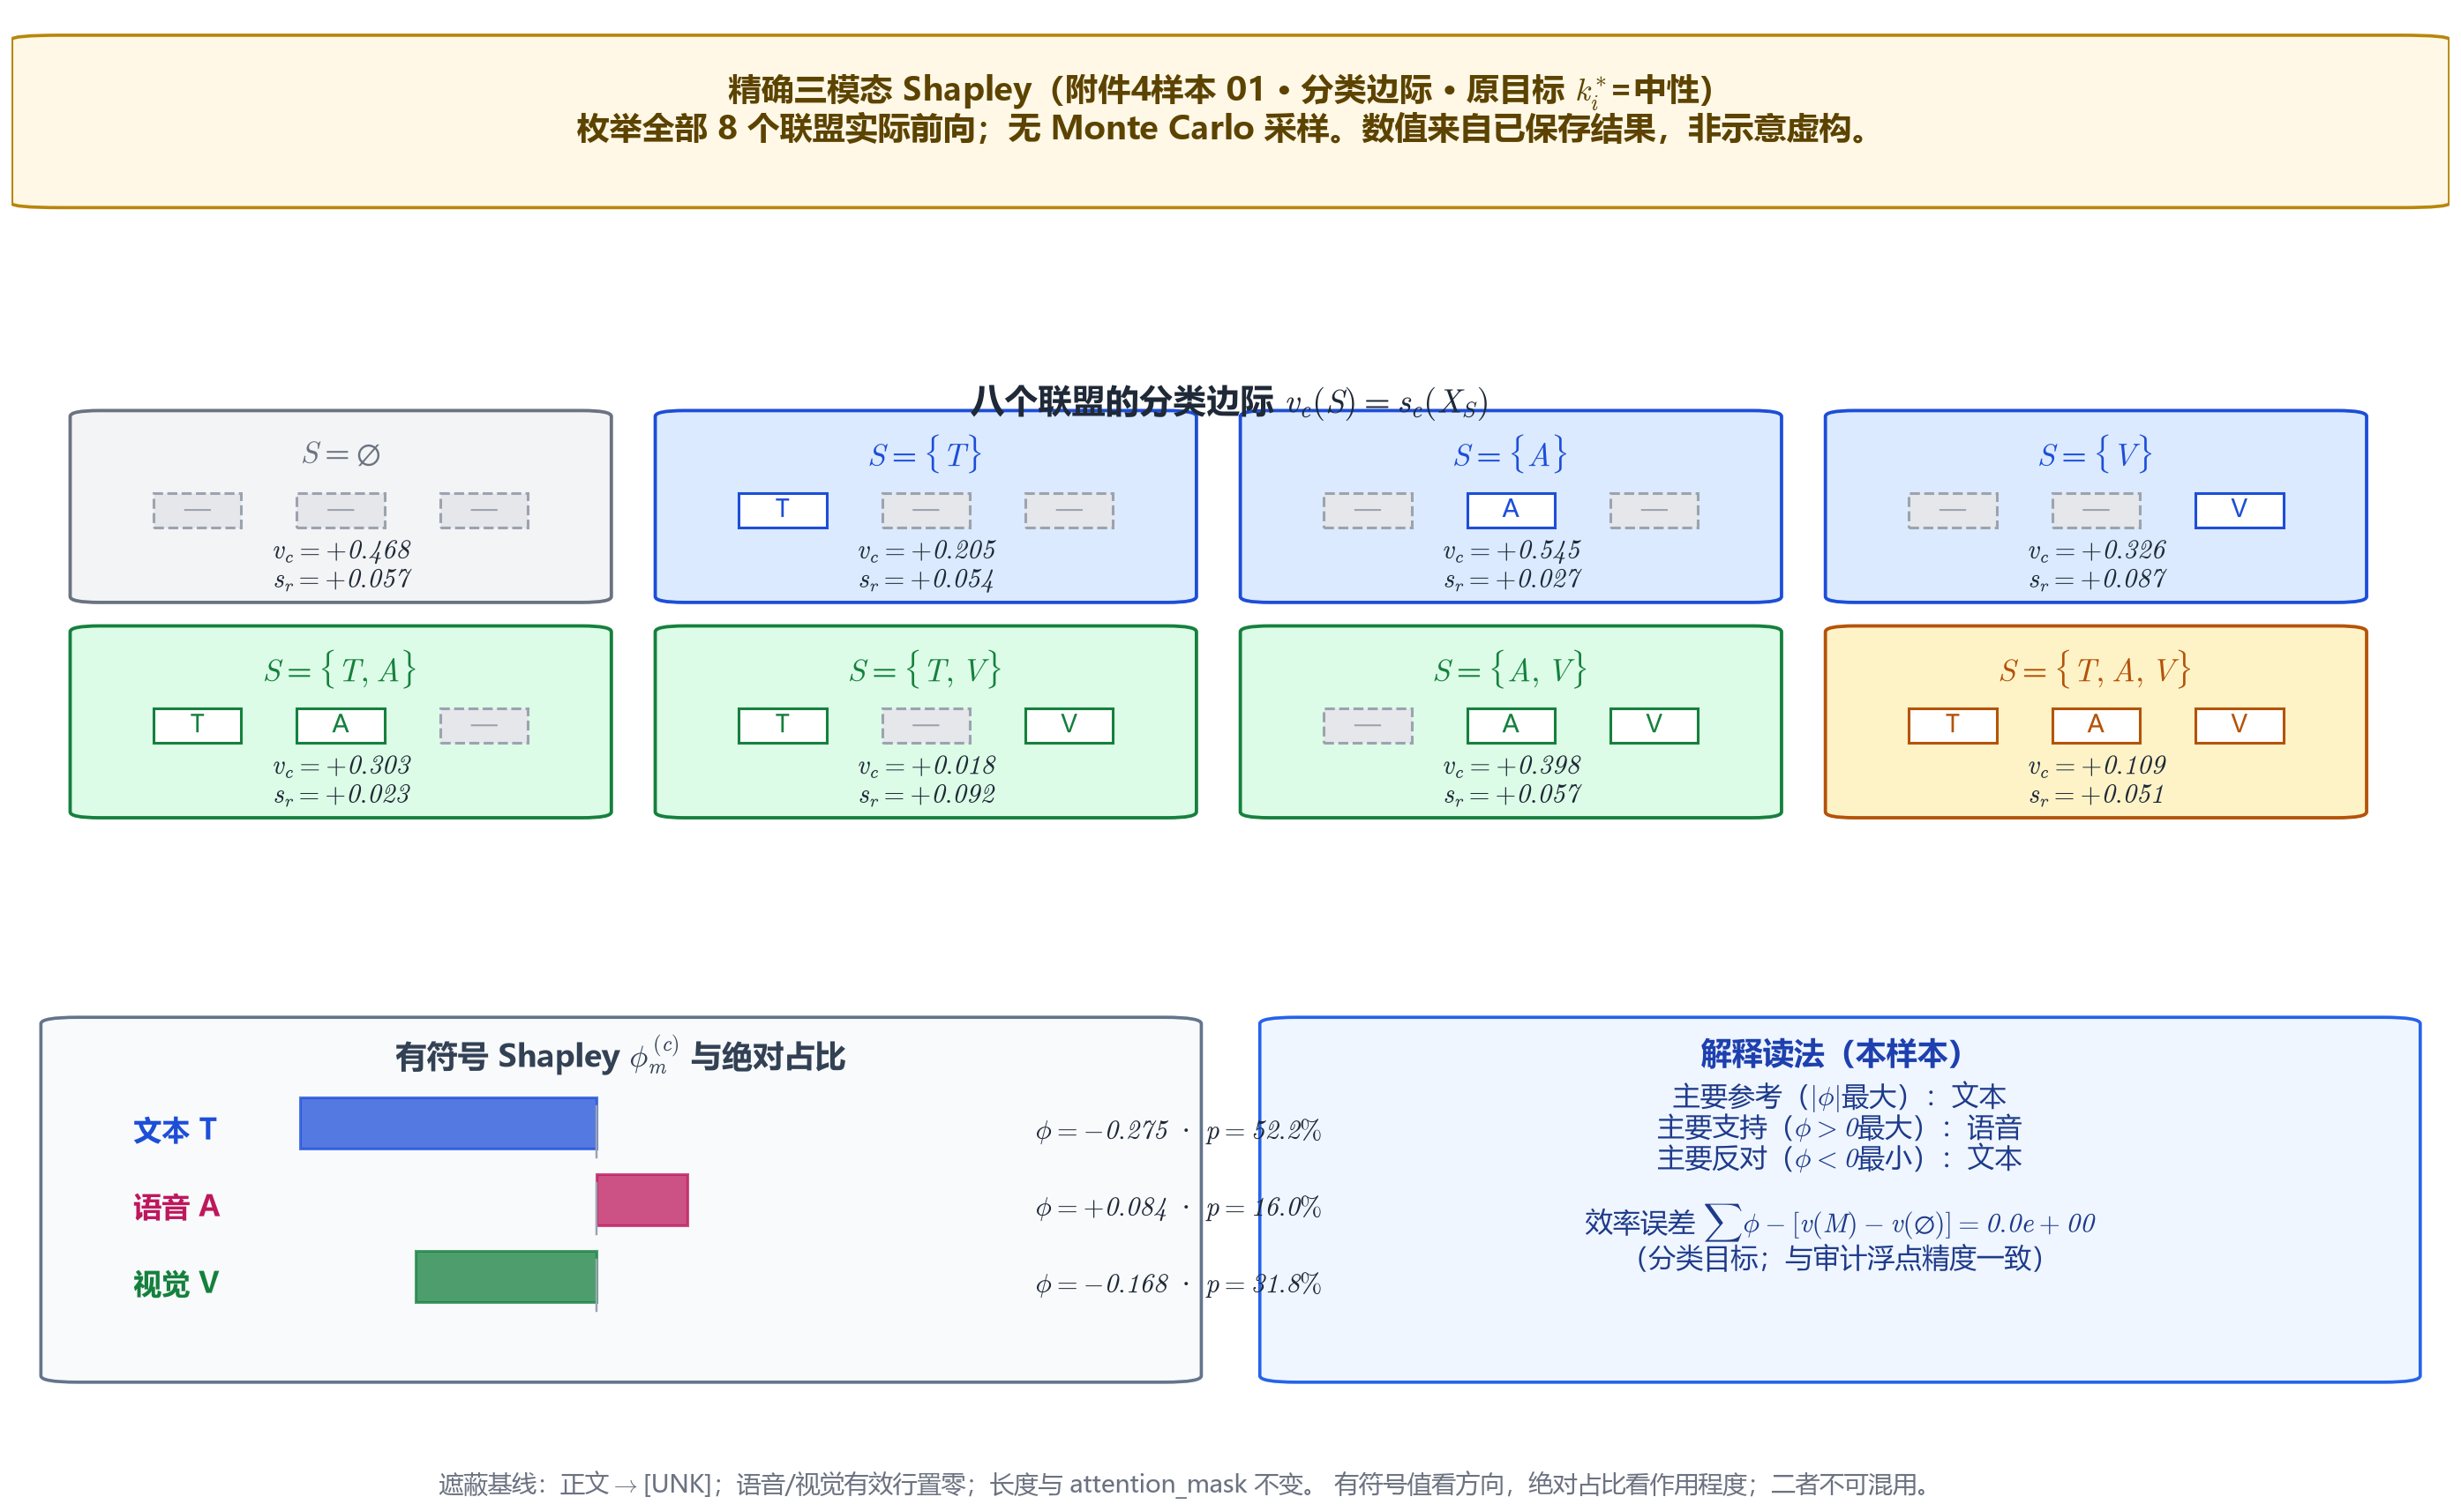 精确三模态 Shapley（附件4样本 01 • 分类边际 • 原目标 $k_i^*$=中性）
枚举全部 8 个联盟实际前向；无 Monte Carlo 采样。数值来自已保存结果，非示意虚构。
八个联盟的分类边际 $v_c(S) = s_c(X_S)$
S = ∅
— — —
$v_c$ = +0.468
$s_r$ = +0.057
S = {T}
T — —
$v_c$ = +0.205
$s_r$ = +0.054
S = {A}
— A —
$v_c$ = +0.545
$s_r$ = +0.027
S = {V}
— — V
$v_c$ = +0.326
$s_r$ = +0.087
S = {T, A}
T A —
$v_c$ = +0.303
$s_r$ = +0.023
S = {T, V}
T — V
$v_c$ = +0.018
$s_r$ = +0.092
S = {A, V}
— A V
$v_c$ = +0.398
$s_r$ = +0.057
S = {T, A, V}
T A V
$v_c$ = +0.109
$s_r$ = +0.051
有符号 Shapley $\phi_m^{(c)}$ 与绝对占比
文本 T ϕ = −0.275 · p = 52.2%
语音 A ϕ = +0.084 · p = 16.0%
视觉 V ϕ = −0.168 · p = 31.8%
解释读法（本样本）
主要参考（|ϕ|最大）：文本
主要支持（ϕ > 0最大）：语音
主要反对（ϕ < 0最小）：文本
效率误差 ∑ϕ − [v(M) − v(∅)] = 0.0e + 00
（分类目标；与审计浮点精度一致）
遮蔽基线：正文 → [UNK]；语音/视觉有效行置零；长度与 attention_mask 不变。 有符号值看方向，绝对占比看作用程度；二者不可混用。